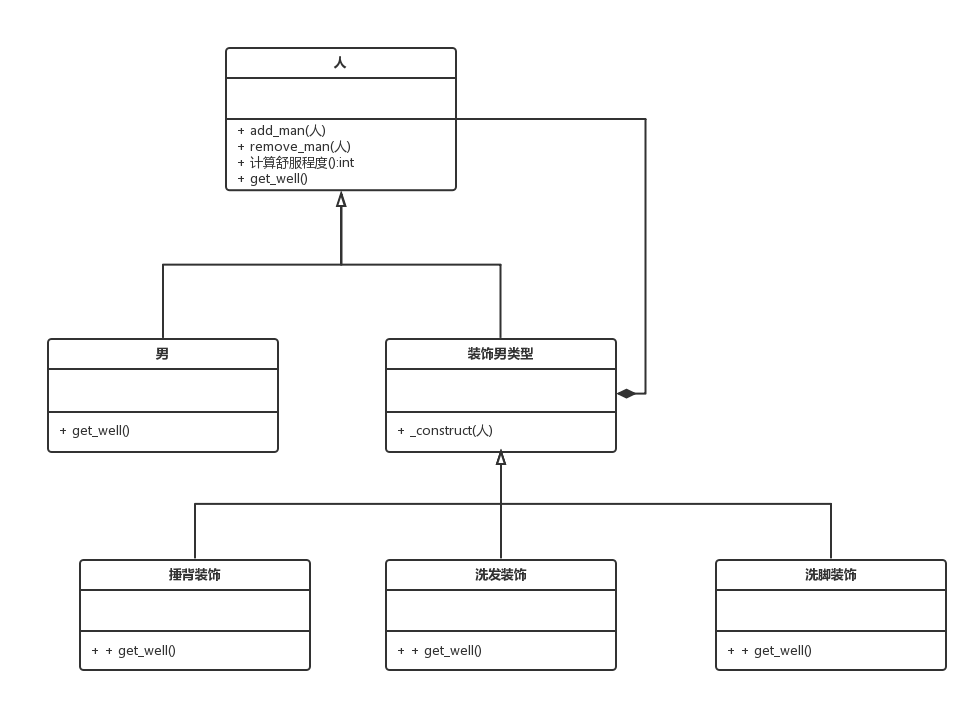 人
+ add_man(人)
+ remove_man(人)
+ 计算舒服程度():int
+ get_well()
男
+ get_well()
装饰男类型
+ _construct(人)
捶背装饰
+ + get_well()
洗发装饰
+ + get_well()
洗脚装饰
+ + get_well()